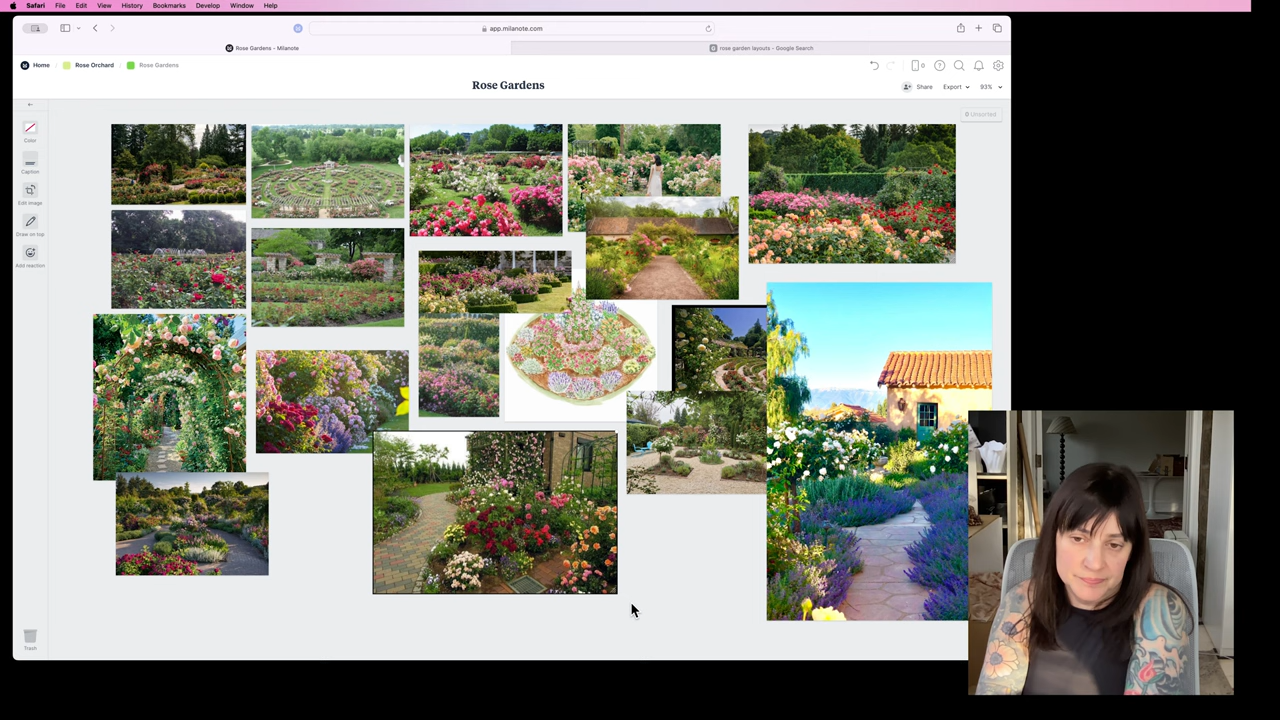 Safari File Edit View History Bookmarks Develop Window Help
app.milanote.com
Rose Gardens - Milanote
rose garden layouts - Google Search
Home / Rose Orchard / Rose Gardens
0
Rose Gardens
Share Export 93%
0 Unsorted
Color
Caption
Edit image
Draw on top
Add reaction
Trash